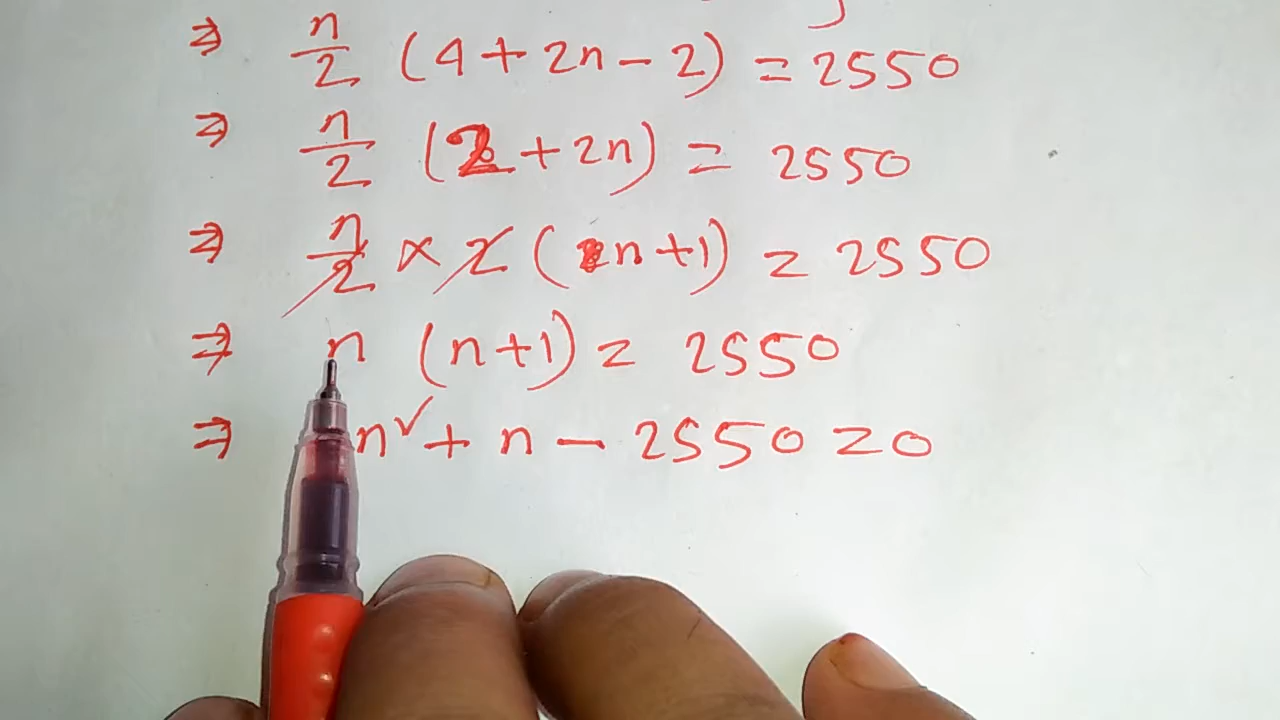 ⇒ n/2 (4 + 2n - 2) = 2550
⇒ n/2 (2 + 2n) = 2550
⇒ n/2 × 2 (n + 1) = 2550
⇒ n (n + 1) = 2550
⇒ n² + n - 2550 = 0